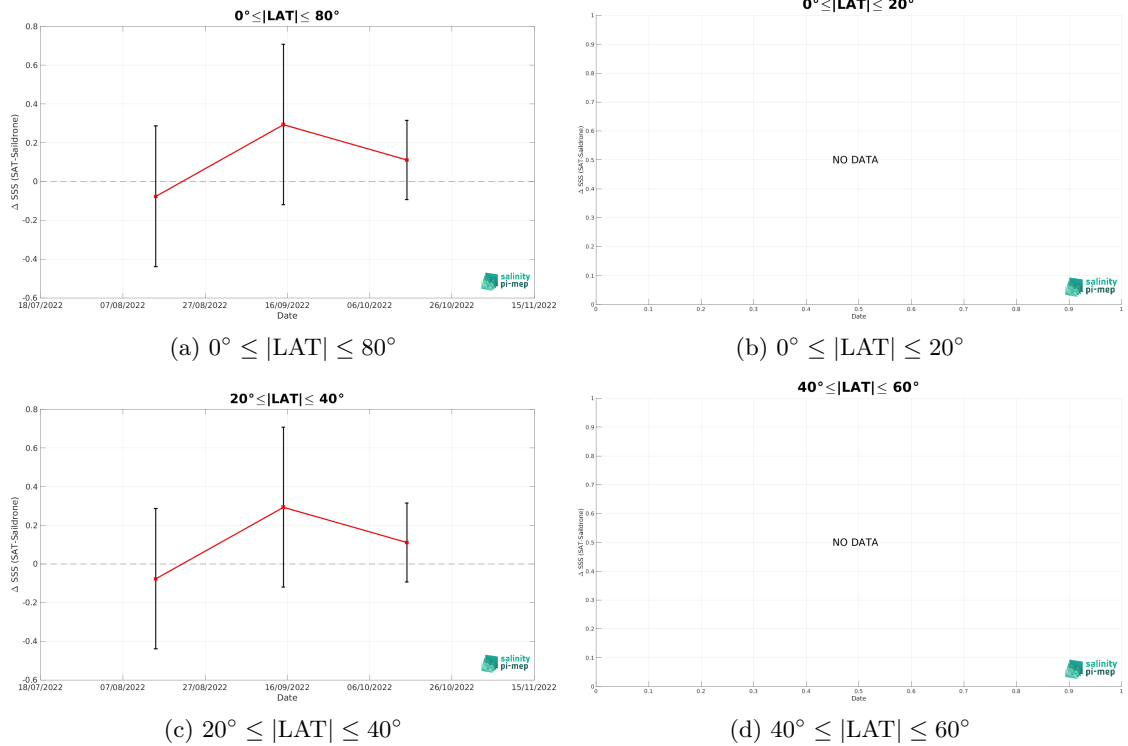 0°≤|LAT|≤ 80°
0.8
0.6
0.4
0.2
0
-0.2
-0.4
-0.6
Δ SSS (SAT-Saildrone)
18/07/2022 07/08/2022 27/08/2022 16/09/2022 06/10/2022 26/10/2022 15/11/2022
Date
salinity
pi-mep
(a) 0° ≤ |LAT| ≤ 80°
0°≤|LAT|≤ 20°
1
0.9
0.8
0.7
0.6
0.5
0.4
0.3
0.2
0.1
0
Δ SSS (SAT-Saildrone)
NO DATA
0 0.1 0.2 0.3 0.4 0.5 0.6 0.7 0.8 0.9 1
Date
salinity
pi-mep
(b) 0° ≤ |LAT| ≤ 20°
20°≤|LAT|≤ 40°
0.8
0.6
0.4
0.2
0
-0.2
-0.4
-0.6
Δ SSS (SAT-Saildrone)
18/07/2022 07/08/2022 27/08/2022 16/09/2022 06/10/2022 26/10/2022 15/11/2022
Date
salinity
pi-mep
(c) 20° ≤ |LAT| ≤ 40°
40°≤|LAT|≤ 60°
1
0.9
0.8
0.7
0.6
0.5
0.4
0.3
0.2
0.1
0
Δ SSS (SAT-Saildrone)
NO DATA
0 0.1 0.2 0.3 0.4 0.5 0.6 0.7 0.8 0.9 1
Date
salinity
pi-mep
(d) 40° ≤ |LAT| ≤ 60°